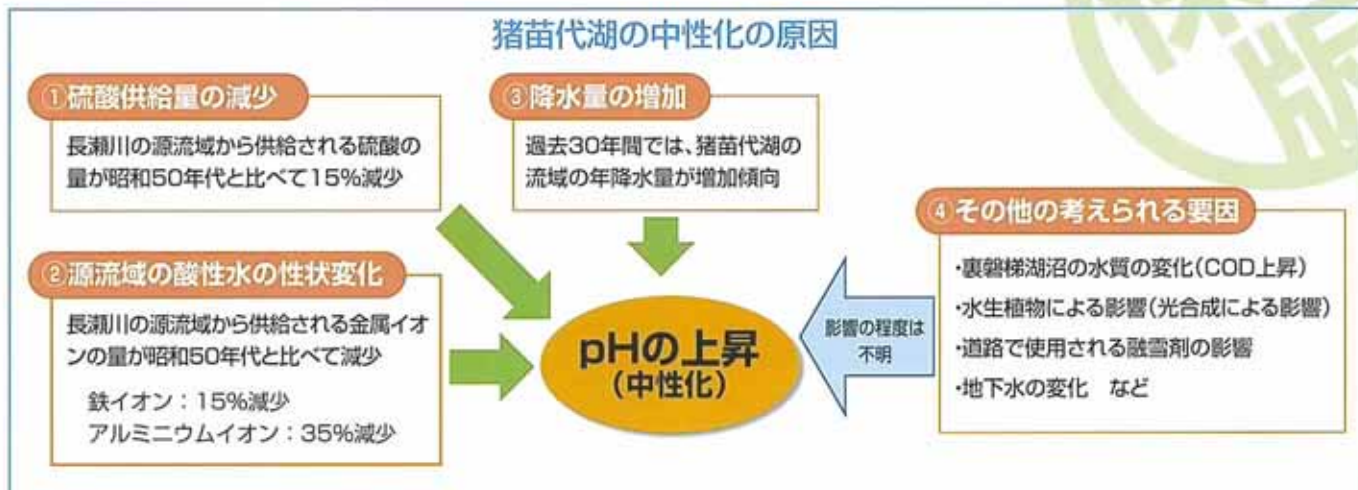 猪苗代湖の中性化の原因
①硫酸供給量の減少
長瀬川の源流域から供給される硫酸の
量が昭和50年代と比べて15%減少
②源流域の酸性水の性状変化
長瀬川の源流域から供給される金属イオ
ンの量が昭和50年代と比べて減少
鉄イオン：15%減少
アルミニウムイオン：35%減少
③降水量の増加
過去30年間では、猪苗代湖の
流域の年降水量が増加傾向
pHの上昇
（中性化）
影響の程度は
不明
④その他の考えられる要因
・裏磐梯湖沼の水質の変化（COD上昇）
・水生植物による影響（光合成による影響）
・道路で使用される融雪剤の影響
・地下水の変化　など
版